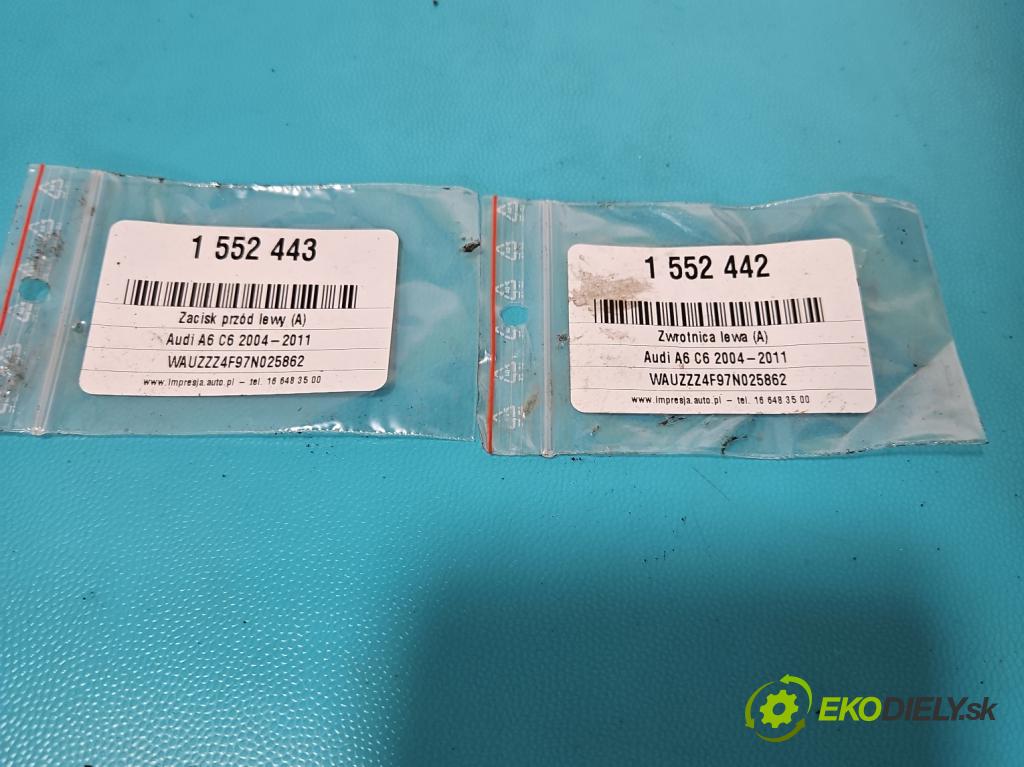 1 552 443
Zacisk przód lewy (A)
Audi A6 C6 2004-2011
WAUZZZ4F97N025862
www.impresja.auto.pl - tel. 16 648 35 00
1 552 442
Zwrotnica lewa (A)
Audi A6 C6 2004-2011
WAUZZZ4F97N025862
www.impresja.auto.pl - tel. 16 648 35 00
EKODIELY.sk